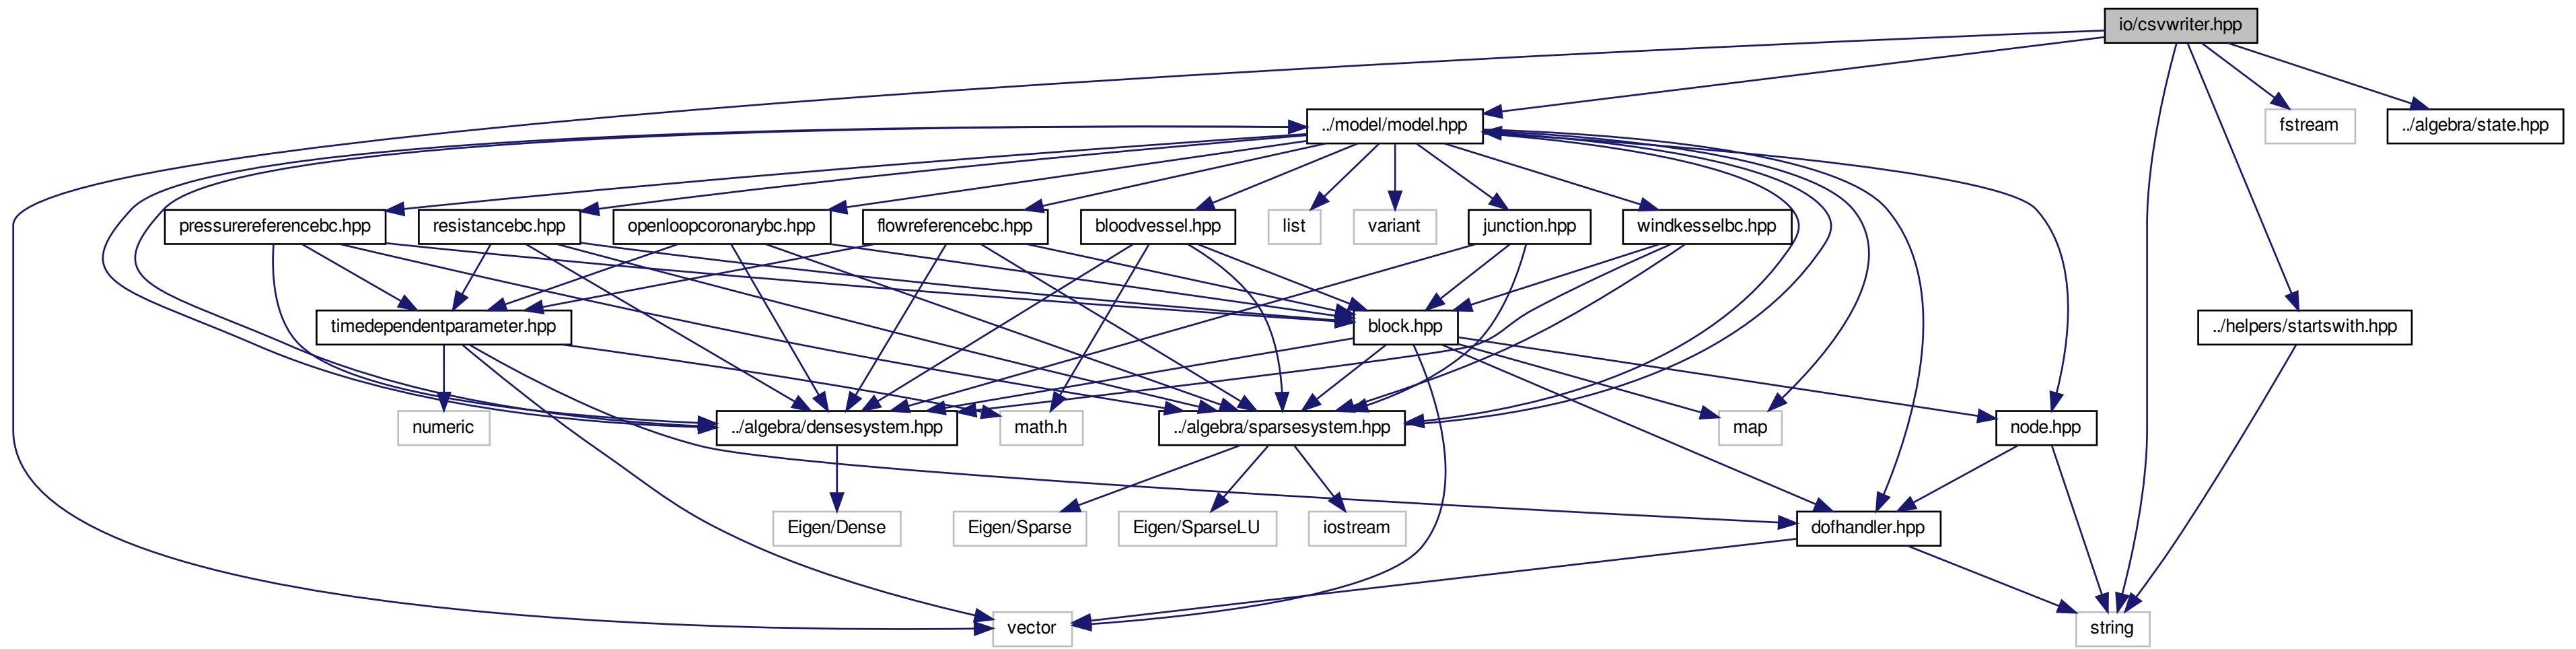 io/csvwriter.hpp
../model/model.hpp
fstream
../algebra/state.hpp
pressurereferencebc.hpp
resistancebc.hpp
openloopcoronarybc.hpp
flowreferencebc.hpp
bloodvessel.hpp
list
variant
junction.hpp
windkesselbc.hpp
timedependentparameter.hpp
block.hpp
../helpers/startswith.hpp
numeric
../algebra/densesystem.hpp
math.h
../algebra/sparsesystem.hpp
map
node.hpp
Eigen/Dense
Eigen/Sparse
Eigen/SparseLU
iostream
dofhandler.hpp
vector
string